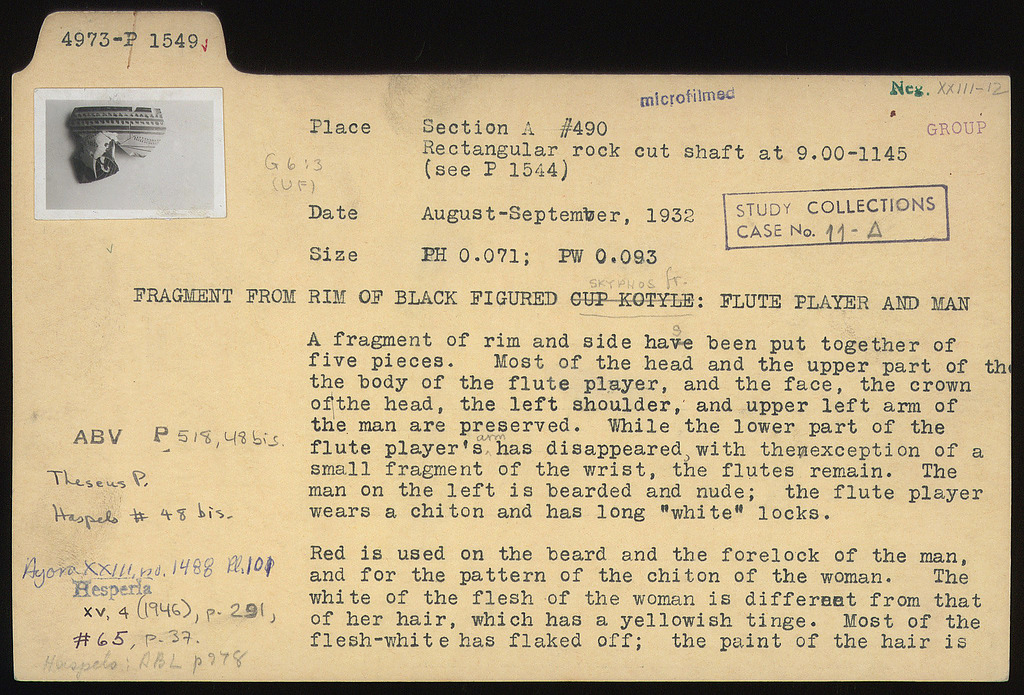 4973-P 1549
microfilmed
Neg. XXIII-12
GROUP
Place Section A #490
Rectangular rock cut shaft at 9.00-1145
(see P 1544)
G 6:3
(UF)
Date August-September, 1932
STUDY COLLECTIONS
CASE No. 11-Δ
Size PH 0.071; PW 0.093
SKYPHOS fr.
FRAGMENT FROM RIM OF BLACK FIGURED CUP KOTYLE: FLUTE PLAYER AND MAN
A fragment of rim and side have been put together of
five pieces. Most of the head and the upper part of the
the body of the flute player, and the face, the crown
ofthe head, the left shoulder, and upper left arm of
the man are preserved. While the lower part of the
flute player's arm has disappeared, with thenexception of a
small fragment of the wrist, the flutes remain. The
man on the left is bearded and nude; the flute player
wears a chiton and has long "white" locks.
Red is used on the beard and the forelock of the man,
and for the pattern of the chiton of the woman. The
white of the flesh of the woman is different from that
of her hair, which has a yellowish tinge. Most of the
flesh-white has flaked off; the paint of the hair is
ABV P 518, 48 bis.
Theseus P.
Haspels # 48 bis.
Agora XXIII, no. 1488 Pl. 101
Hesperia
XV, 4 (1946), p. 291,
#65, p. 37.
Haspels: ABL p 978